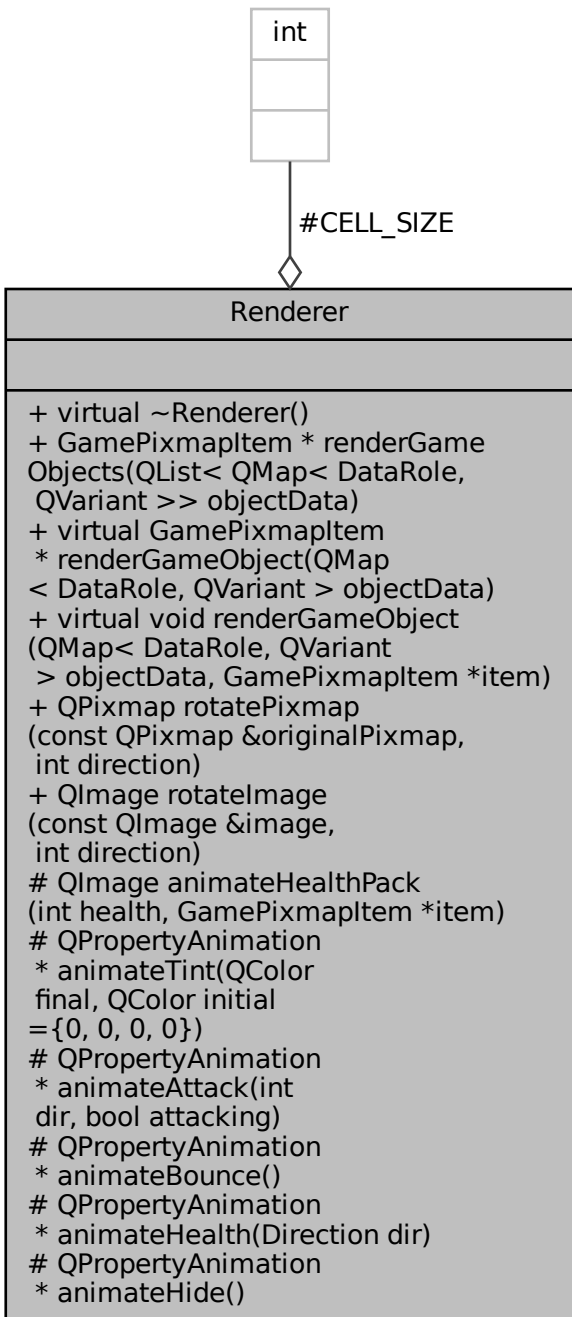 int
#CELL_SIZE
Renderer
+ virtual ~Renderer()
+ GamePixmapItem * renderGame
Objects(QList< QMap< DataRole,
QVariant >> objectData)
+ virtual GamePixmapItem
* renderGameObject(QMap
< DataRole, QVariant > objectData)
+ virtual void renderGameObject
(QMap< DataRole, QVariant
> objectData, GamePixmapItem *item)
+ QPixmap rotatePixmap
(const QPixmap &originalPixmap,
int direction)
+ QImage rotateImage
(const QImage &image,
int direction)
# QImage animateHealthPack
(int health, GamePixmapItem *item)
# QPropertyAnimation
* animateTint(QColor
final, QColor initial
={0, 0, 0, 0})
# QPropertyAnimation
* animateAttack(int
dir, bool attacking)
# QPropertyAnimation
* animateBounce()
# QPropertyAnimation
* animateHealth(Direction dir)
# QPropertyAnimation
* animateHide()